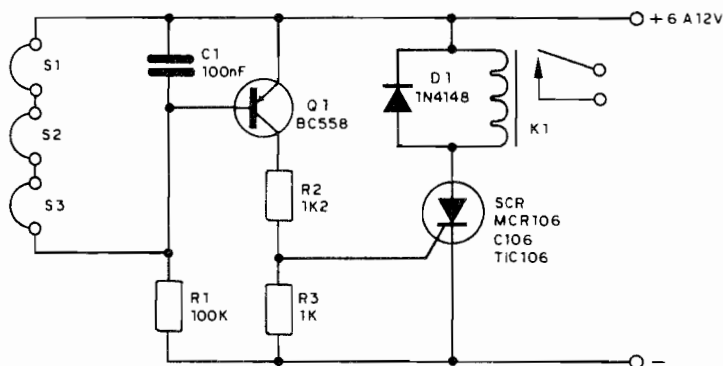 S1
S2
S3
C1
100nF
Q1
BC558
R1
100K
R2
1K2
R3
1K
D1
1N4148
K1
SCR
MCR106
C106
TiC106
+6 A12V
-